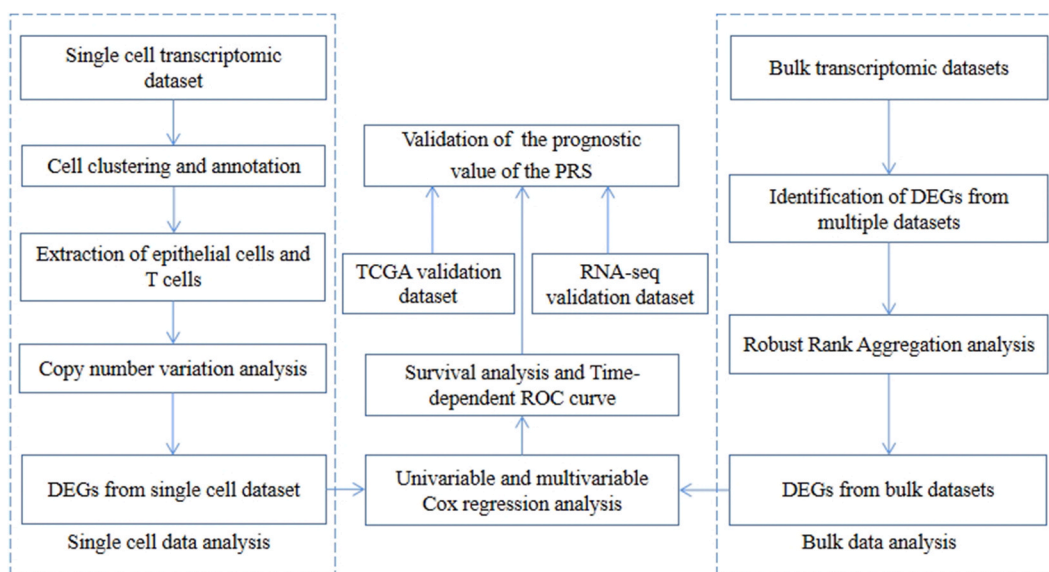 Single cell transcriptomic
dataset
Cell clustering and annotation
Extraction of epithelial cells and
T cells
Copy number variation analysis
DEGs from single cell dataset
Single cell data analysis
Validation of the prognostic
value of the PRS
TCGA validation
dataset
RNA-seq
validation dataset
Survival analysis and Time-
dependent ROC curve
Univariable and multivariable
Cox regression analysis
Bulk transcriptomic datasets
Identification of DEGs from
multiple datasets
Robust Rank Aggregation analysis
DEGs from bulk datasets
Bulk data analysis